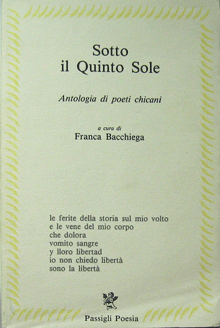 Sotto
il Quinto Sole
Antologia di poeti chicani
a cura di
Franca Bacchiega
le ferite della storia sul mio volto
e le vene del mio corpo
che dolora
vomito sangre
y lloro libertad
io non chiedo libertà
sono la libertà
Passigli Poesia